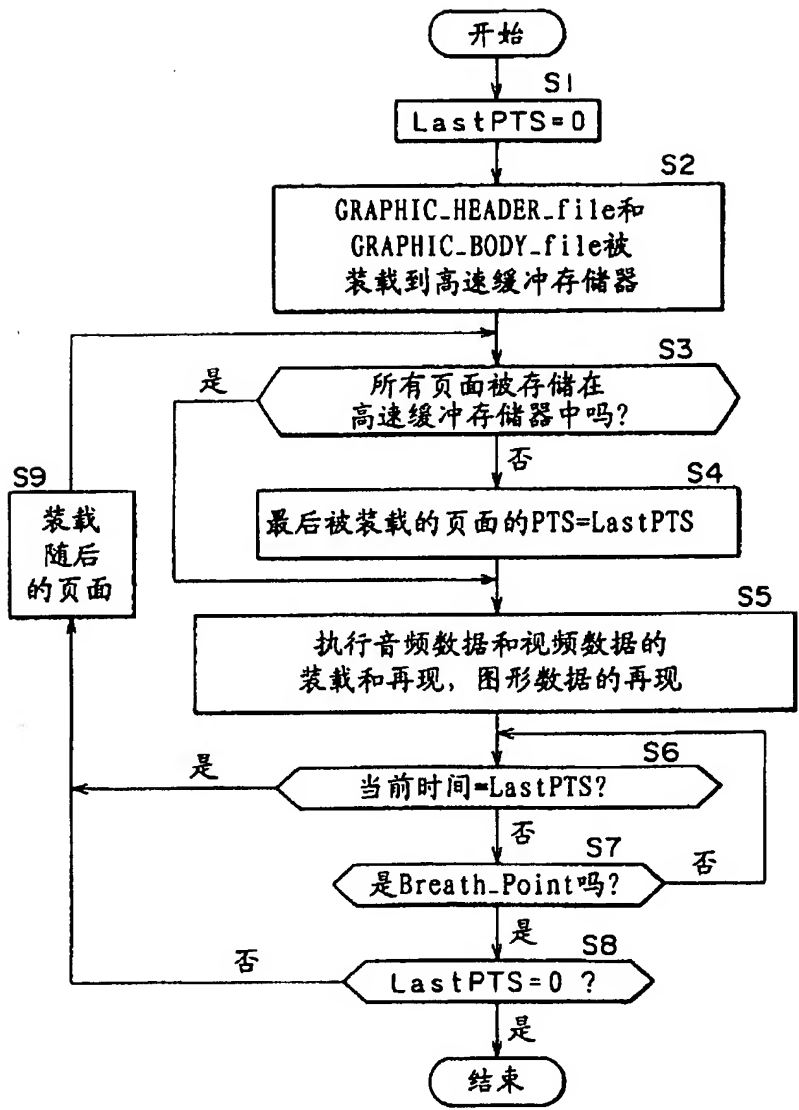 开始
S1
LastPTS=0
S2
GRAPHIC_HEADER_file和
GRAPHIC_BODY_file被
装载到高速缓冲存储器
S3
所有页面被存储在
高速缓冲存储器中吗?
是
否
S4
最后被装载的页面的PTS=LastPTS
S9
装载
随后
的页面
S5
执行音频数据和视频数据的
装载和再现, 图形数据的再现
S6
当前时间=LastPTS?
是
否
S7
是Breath_Point吗?
否
是
S8
LastPTS=0 ?
否
是
结束